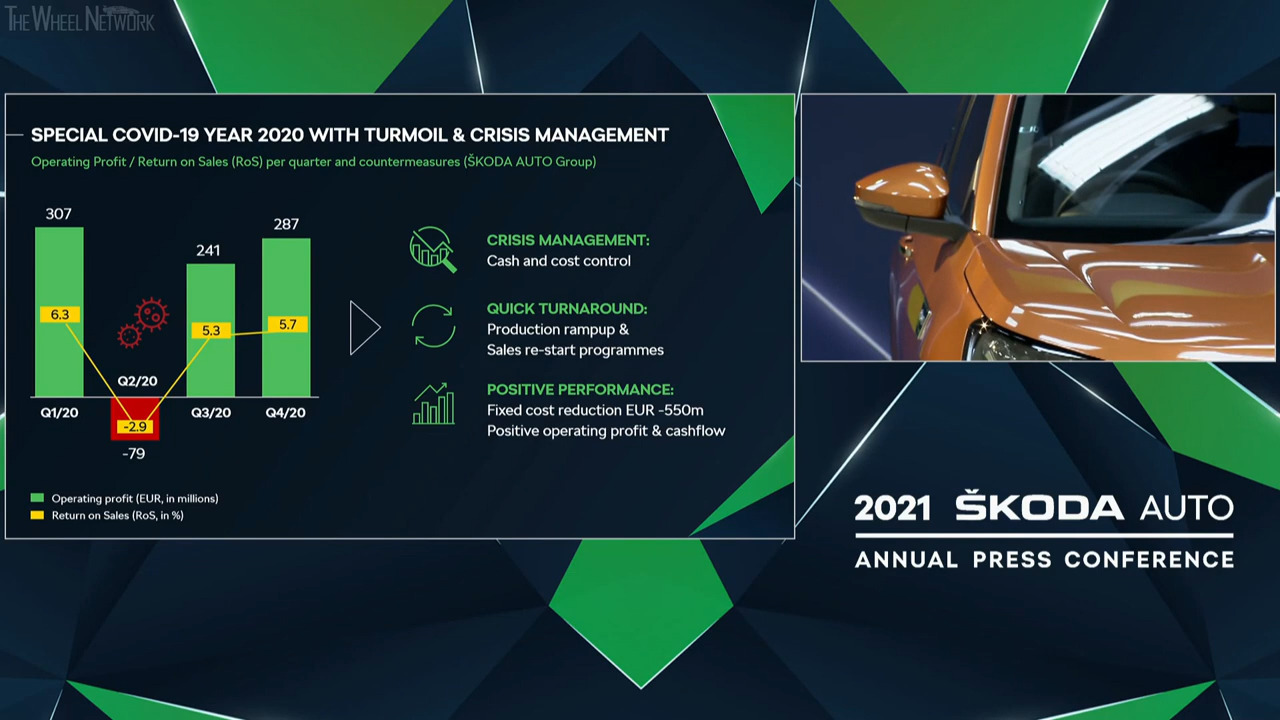 THE WHEEL NETWORK
SPECIAL COVID-19 YEAR 2020 WITH TURMOIL & CRISIS MANAGEMENT
Operating Profit / Return on Sales (RoS) per quarter and countermeasures (ŠKODA AUTO Group)
307
241
287
6.3
5.3
5.7
Q2/20
Q1/20
Q3/20
Q4/20
-2.9
-79
Operating profit (EUR, in millions)
Return on Sales (RoS, in %)
CRISIS MANAGEMENT:
Cash and cost control
QUICK TURNAROUND:
Production rampup &
Sales re-start programmes
POSITIVE PERFORMANCE:
Fixed cost reduction EUR -550m
Positive operating profit & cashflow
2021 ŠKODA AUTO
ANNUAL PRESS CONFERENCE